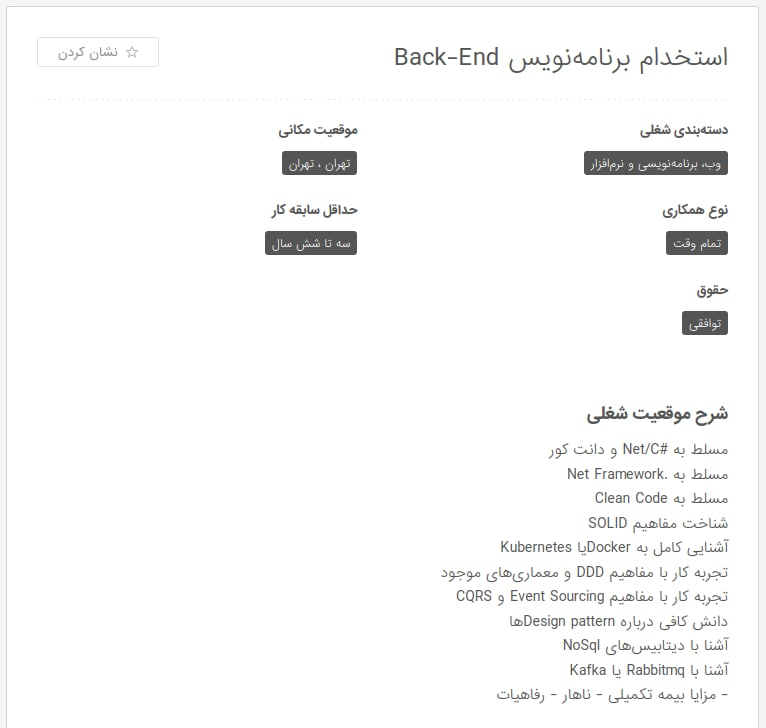 استخدام برنامه‌نویس Back-End
نشان کردن
دسته‌بندی شغلی
وب، برنامه‌نویسی و نرم‌افزار
موقعیت مکانی
تهران ، تهران
نوع همکاری
تمام وقت
حداقل سابقه کار
سه تا شش سال
حقوق
توافقی
شرح موقعیت شغلی
مسلط به Net/C# و دانت کور
مسلط به .Net Framework
مسلط به Clean Code
شناخت مفاهیم SOLID
آشنایی کامل به Dockerیا Kubernetes
تجربه کار با مفاهیم DDD و معماری‌های موجود
تجربه کار با مفاهیم Event Sourcing و CQRS
دانش کافی درباره Design patternها
آشنا با دیتابیس‌های NoSql
آشنا با Rabbitmq یا Kafka
- مزایا بیمه تکمیلی - ناهار - رفاهیات